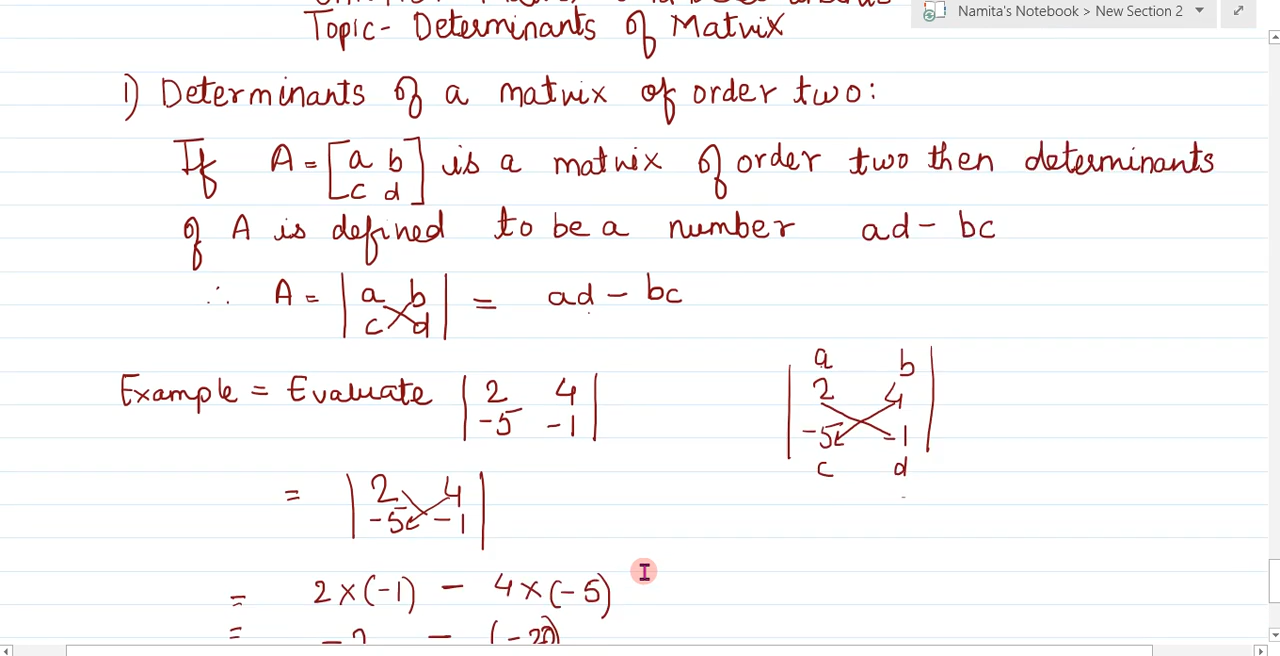 Namita's Notebook > New Section 2
Topic- Determinants of Matrix
1) Determinants of a matrix of order two:
If A = [a b] is a matrix of order two then determinants
c d
of A is defined to be a number ad - bc
∴ A = |a b| = ad - bc
c d
a b
Example = Evaluate |2 4|
-5 -1
|2 4|
-5 -1
c d
= |2 4|
-5 -1
= 2×(-1) - 4×(-5)
= -2 - (-20)